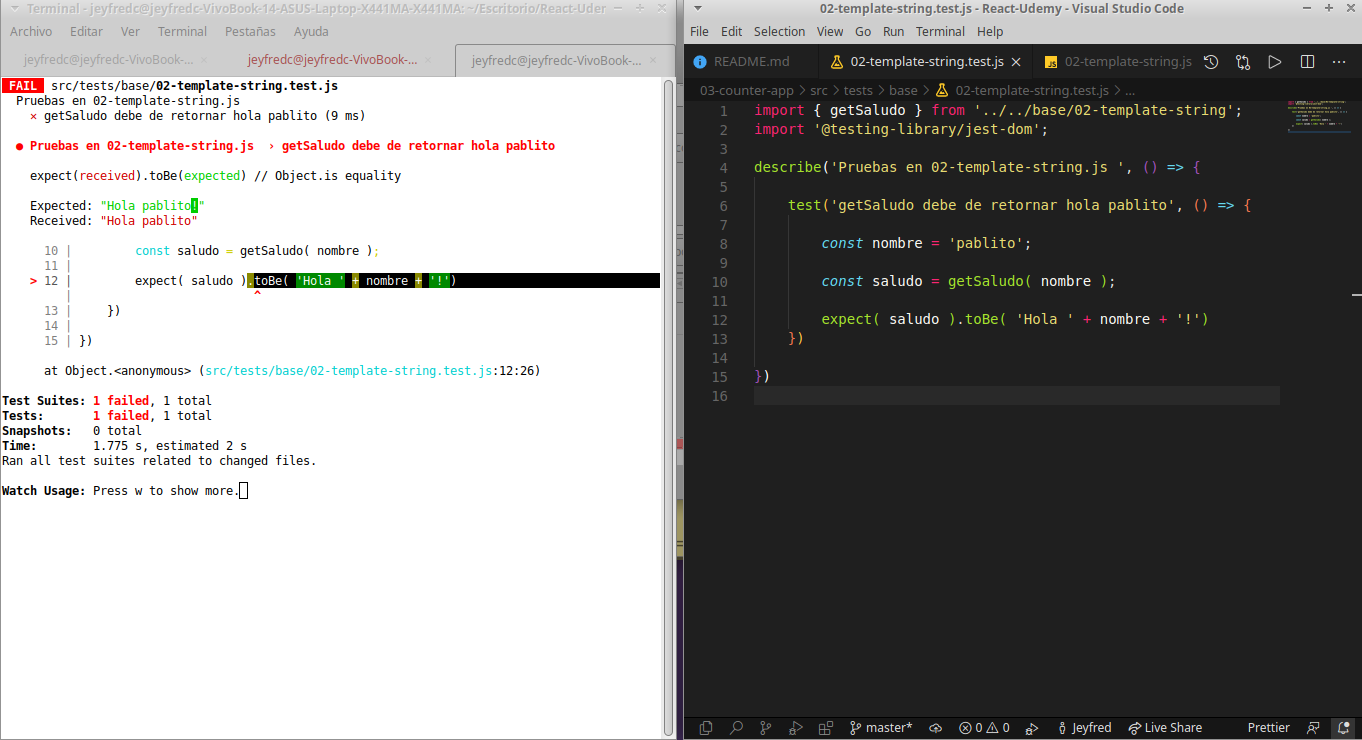 Terminal - jeyfredc@jeyfredc-VivoBook-14-ASUS-Laptop-X441MA-X441MA: ~/Escritorio/React-Uder
Archivo Editar Ver Terminal Pestañas Ayuda
jeyfredc@jeyfredc-VivoBook-... × jeyfredc@jeyfredc-VivoBook-... × jeyfredc@jeyfredc-VivoBook-... ×
FAIL src/tests/base/02-template-string.test.js
Pruebas en 02-template-string.js
✕ getSaludo debe de retornar hola pablito (9 ms)
● Pruebas en 02-template-string.js › getSaludo debe de retornar hola pablito
expect(received).toBe(expected) // Object.is equality
Expected: "Hola pablito!"
Received: "Hola pablito"
10 | const saludo = getSaludo( nombre );
11 |
> 12 | expect( saludo ).toBe( 'Hola ' + nombre + '!')
| ^
13 | })
14 |
15 | })
at Object.<anonymous> (src/tests/base/02-template-string.test.js:12:26)
Test Suites: 1 failed, 1 total
Tests: 1 failed, 1 total
Snapshots: 0 total
Time: 1.775 s, estimated 2 s
Ran all test suites related to changed files.
Watch Usage: Press w to show more.
02-template-string.test.js - React-Udemy - Visual Studio Code
File Edit Selection View Go Run Terminal Help
README.md 02-template-string.test.js × JS 02-template-string.js ···
03-counter-app > src > tests > base > 02-template-string.test.js > ...
1 import { getSaludo } from '../../base/02-template-string';
2 import '@testing-library/jest-dom';
3
4 describe('Pruebas en 02-template-string.js ', () => {
5
6 test('getSaludo debe de retornar hola pablito', () => {
7
8 const nombre = 'pablito';
9
10 const saludo = getSaludo( nombre );
11
12 expect( saludo ).toBe( 'Hola ' + nombre + '!')
13 })
14
15 })
16
master* 0 0 Jeyfred Live Share Prettier